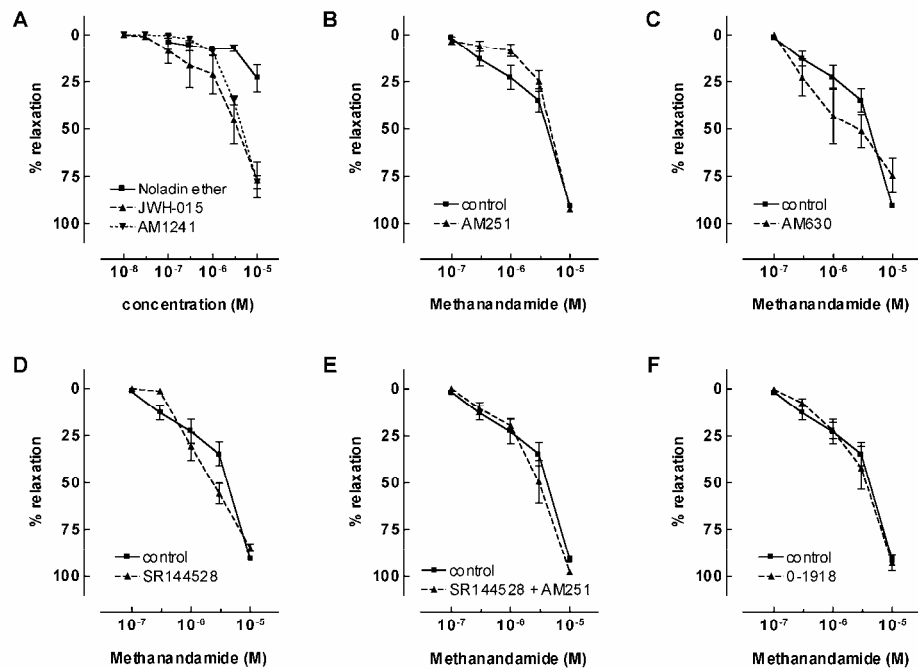 A
0
25
50
75
100
% relaxation
Noladin ether
JWH-015
AM1241
10-8 10-7 10-6 10-5
concentration (M)
B
0
25
50
75
100
% relaxation
control
AM251
10-7 10-6 10-5
Methanandamide (M)
C
0
25
50
75
100
% relaxation
control
AM630
10-7 10-6 10-5
Methanandamide (M)
D
0
25
50
75
100
% relaxation
control
SR144528
10-7 10-6 10-5
Methanandamide (M)
E
0
25
50
75
100
% relaxation
control
SR144528 + AM251
10-7 10-6 10-5
Methanandamide (M)
F
0
25
50
75
100
% relaxation
control
0-1918
10-7 10-6 10-5
Methanandamide (M)